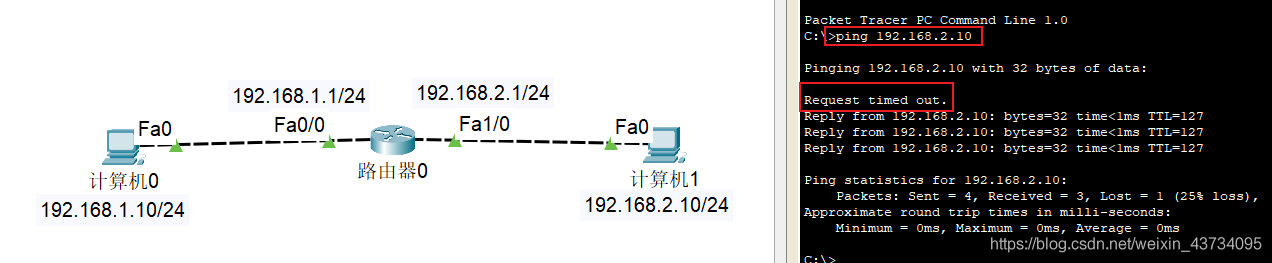 192.168.1.1/24
192.168.2.1/24
Fa0
Fa0/0
Fa1/0
Fa0
计算机0
路由器0
计算机1
192.168.1.10/24
192.168.2.10/24
Packet Tracer PC Command Line 1.0
C:\>ping 192.168.2.10
Pinging 192.168.2.10 with 32 bytes of data:
Request timed out.
Reply from 192.168.2.10: bytes=32 time<1ms TTL=127
Reply from 192.168.2.10: bytes=32 time<1ms TTL=127
Reply from 192.168.2.10: bytes=32 time<1ms TTL=127
Ping statistics for 192.168.2.10:
Packets: Sent = 4, Received = 3, Lost = 1 (25% loss),
Approximate round trip times in milli-seconds:
Minimum = 0ms, Maximum = 0ms, Average = 0ms
https://blog.csdn.net/weixin_43734095
C:\>